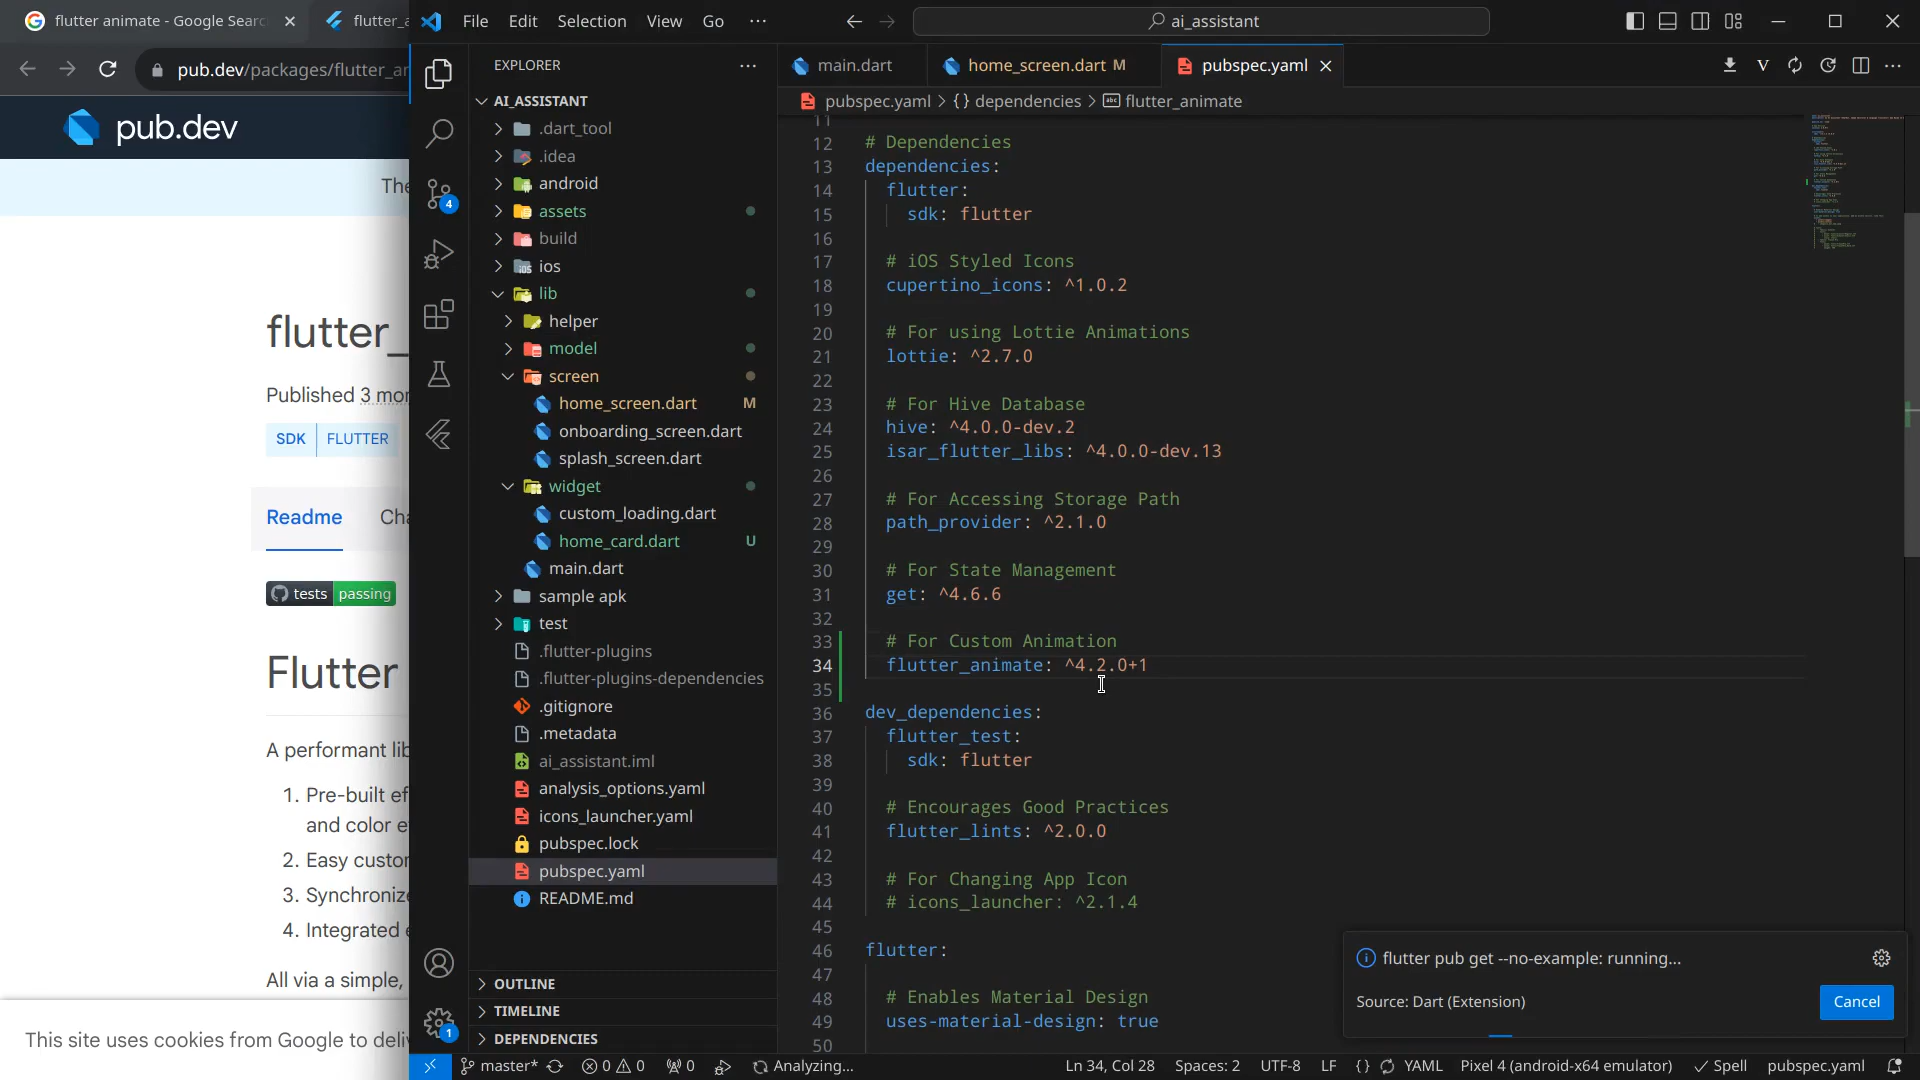 flutter animate - Google Searc
flutter_a
pub.dev/packages/flutter_an
pub.dev
The
flutter_
Published 3 mon
SDK
FLUTTER
Readme
Cha
tests passing
Flutter
A performant lib
1. Pre-built ef
and color e
2. Easy custor
3. Synchronize
4. Integrated e
All via a simple,
This site uses cookies from Google to deliv
File
Edit
Selection
View
Go
ai_assistant
EXPLORER
AI_ASSISTANT
.dart_tool
.idea
android
assets
build
ios
lib
helper
model
screen
home_screen.dart M
onboarding_screen.dart
splash_screen.dart
widget
custom_loading.dart
home_card.dart U
main.dart
sample apk
test
.flutter-plugins
.flutter-plugins-dependencies
.gitignore
.metadata
ai_assistant.iml
analysis_options.yaml
icons_launcher.yaml
pubspec.lock
pubspec.yaml
README.md
OUTLINE
TIMELINE
DEPENDENCIES
4
1
main.dart
home_screen.dart M
pubspec.yaml
V
pubspec.yaml > {} dependencies > abc flutter_animate
11
12 # Dependencies
13 dependencies:
14 flutter:
15 sdk: flutter
16
17 # iOS Styled Icons
18 cupertino_icons: ^1.0.2
19
20 # For using Lottie Animations
21 lottie: ^2.7.0
22
23 # For Hive Database
24 hive: ^4.0.0-dev.2
25 isar_flutter_libs: ^4.0.0-dev.13
26
27 # For Accessing Storage Path
28 path_provider: ^2.1.0
29
30 # For State Management
31 get: ^4.6.6
32
33 # For Custom Animation
34 flutter_animate: ^4.2.0+1
35
36 dev_dependencies:
37 flutter_test:
38 sdk: flutter
39
40 # Encourages Good Practices
41 flutter_lints: ^2.0.0
42
43 # For Changing App Icon
44 # icons_launcher: ^2.1.4
45
46 flutter:
47
48 # Enables Material Design
49 uses-material-design: true
50
flutter pub get --no-example: running...
Source: Dart (Extension)
Cancel
master*
0
0
0
Analyzing...
Ln 34, Col 28
Spaces: 2
UTF-8
LF
{}
YAML
Pixel 4 (android-x64 emulator)
Spell
pubspec.yaml